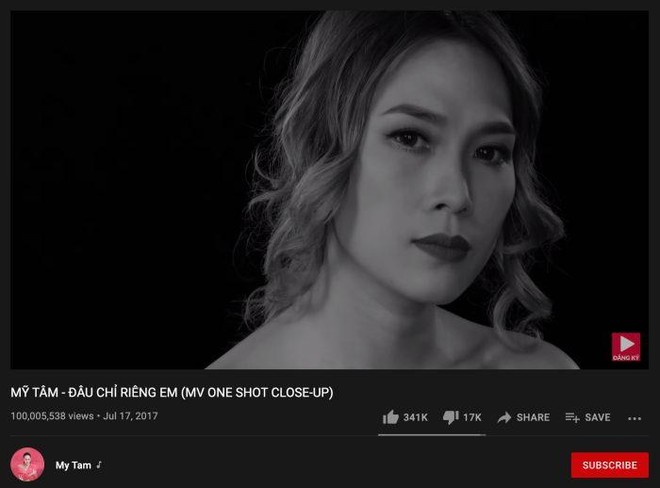 ĐĂNG KÝ
MỸ TÂM - ĐÂU CHỈ RIÊNG EM (MV ONE SHOT CLOSE-UP)
100,005,538 views • Jul 17, 2017
341K 17K SHARE SAVE
My Tam ♪ SUBSCRIBE